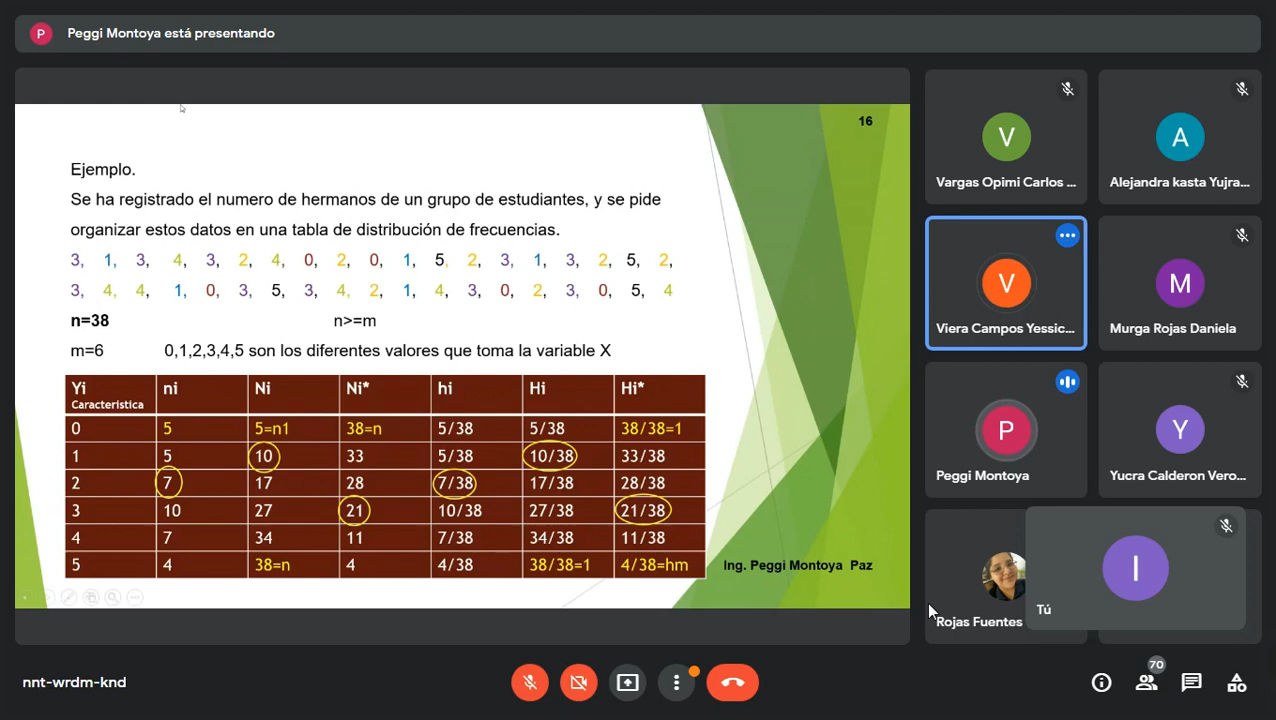 P Peggi Montoya está presentando
16
Ejemplo.
Se ha registrado el numero de hermanos de un grupo de estudiantes, y se pide
organizar estos datos en una tabla de distribución de frecuencias.
3, 1, 3, 4, 3, 2, 4, 0, 2, 0, 1, 5, 2, 3, 1, 3, 2, 5, 2,
3, 4, 4, 1, 0, 3, 5, 3, 4, 2, 1, 4, 3, 0, 2, 3, 0, 5, 4
n=38 n>=m
m=6 0,1,2,3,4,5 son los diferentes valores que toma la variable X
Yi ni Ni Ni* hi Hi Hi*
Caracteristica
0 5 5=n1 38=n 5/38 5/38 38/38=1
1 5 10 33 5/38 10/38 33/38
2 7 17 28 7/38 17/38 28/38
3 10 27 21 10/38 27/38 21/38
4 7 34 11 7/38 34/38 11/38
5 4 38=n 4 4/38 38/38=1 4/38=hm
Ing. Peggi Montoya Paz
V
Vargas Opimi Carlos ...
A
Alejandra kasta Yujra...
V
Viera Campos Yessic...
M
Murga Rojas Daniela
P
Peggi Montoya
Y
Yucra Calderon Vero...
Rojas Fuentes
I
Tú
nnt-wrdm-knd
70